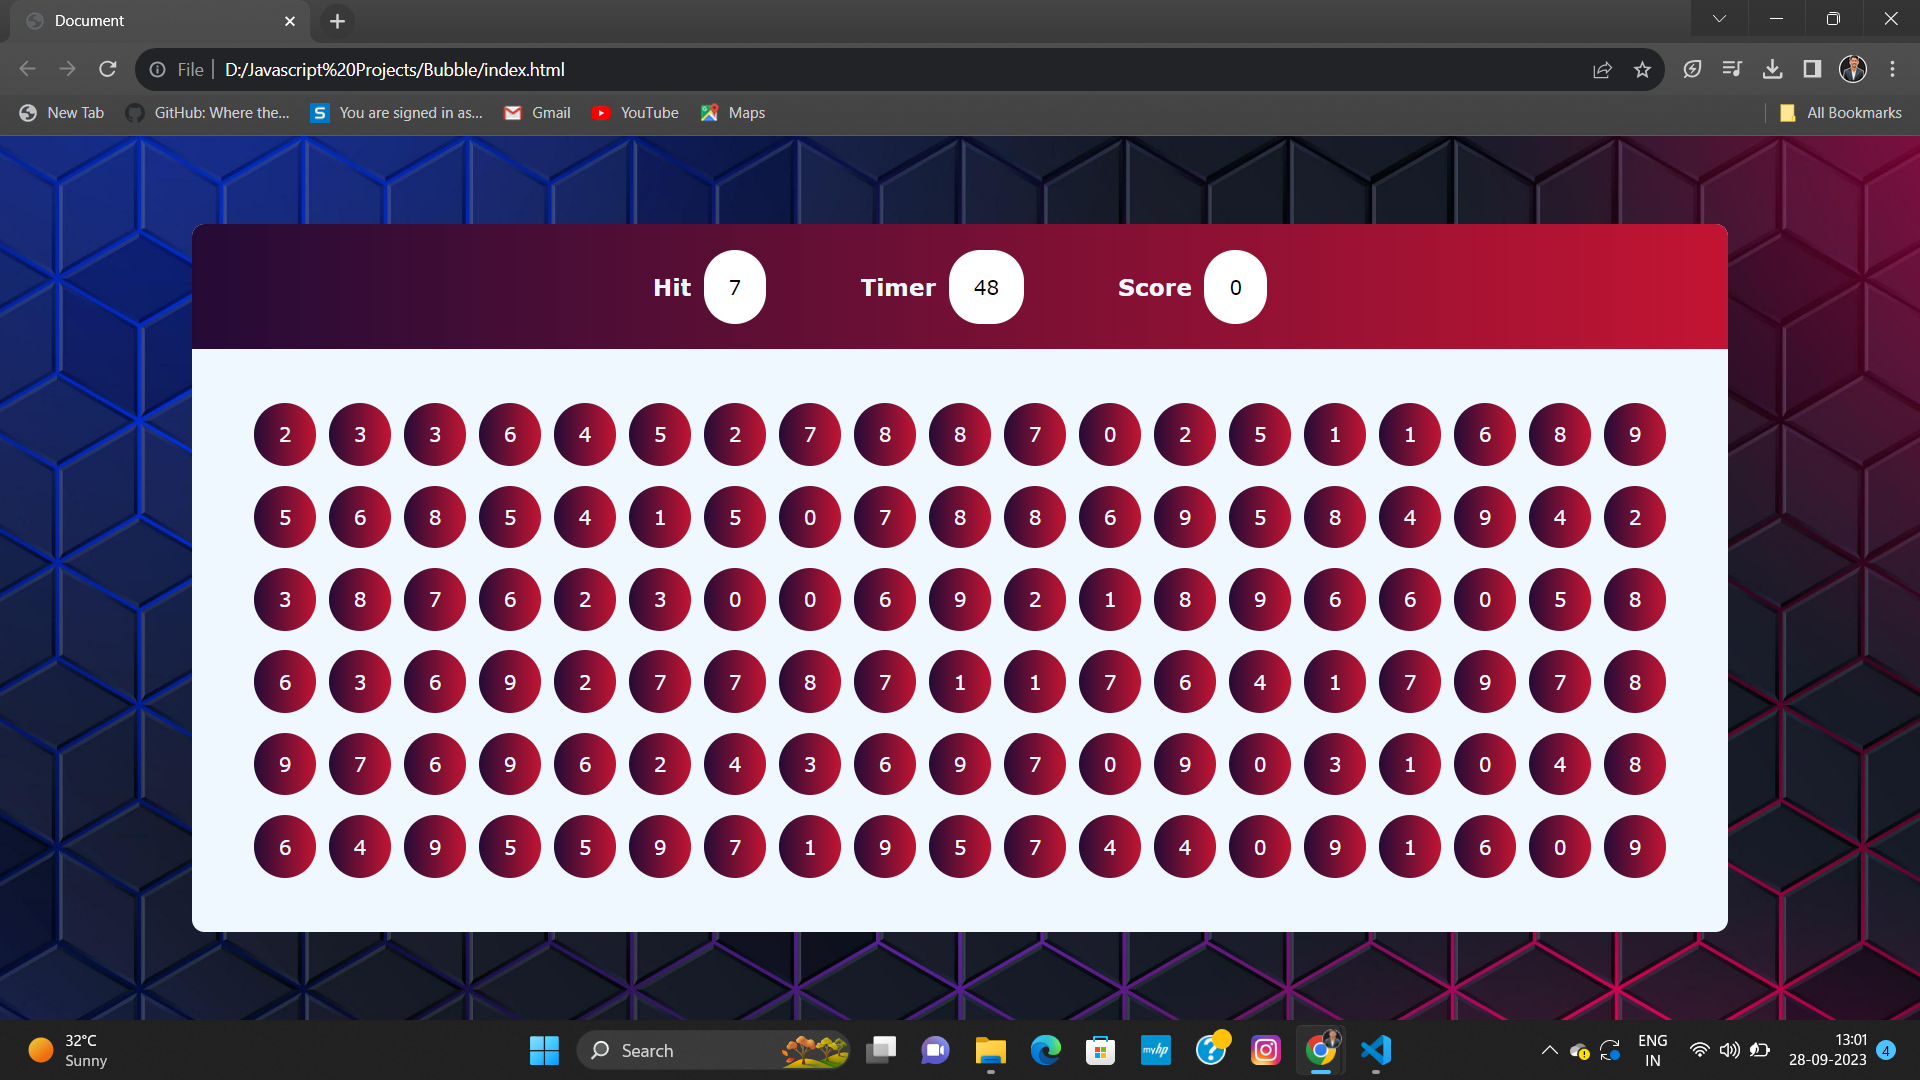 Document
File D:/Javascript%20Projects/Bubble/index.html
New Tab GitHub: Where the... S You are signed in as... Gmail YouTube Maps All Bookmarks
Hit 7 Timer 48 Score 0
2 3 3 6 4 5 2 7 8 8 7 0 2 5 1 1 6 8 9
5 6 8 5 4 1 5 0 7 8 8 6 9 5 8 4 9 4 2
3 8 7 6 2 3 0 0 6 9 2 1 8 9 6 6 0 5 8
6 3 6 9 2 7 7 8 7 1 1 7 6 4 1 7 9 7 8
9 7 6 9 6 2 4 3 6 9 7 0 9 0 3 1 0 4 8
6 4 9 5 5 9 7 1 9 5 7 4 4 0 9 1 6 0 9
32°C
Sunny
Search
myhp
?
ENG
IN
13:01
28-09-2023
4